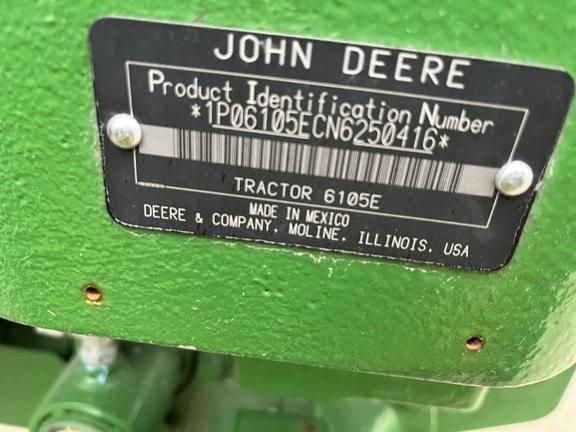 JOHN DEERE
Product Identification Number
*1P06105ECN6250416*
TRACTOR 6105E
MADE IN MEXICO
DEERE & COMPANY, MOLINE, ILLINOIS, USA